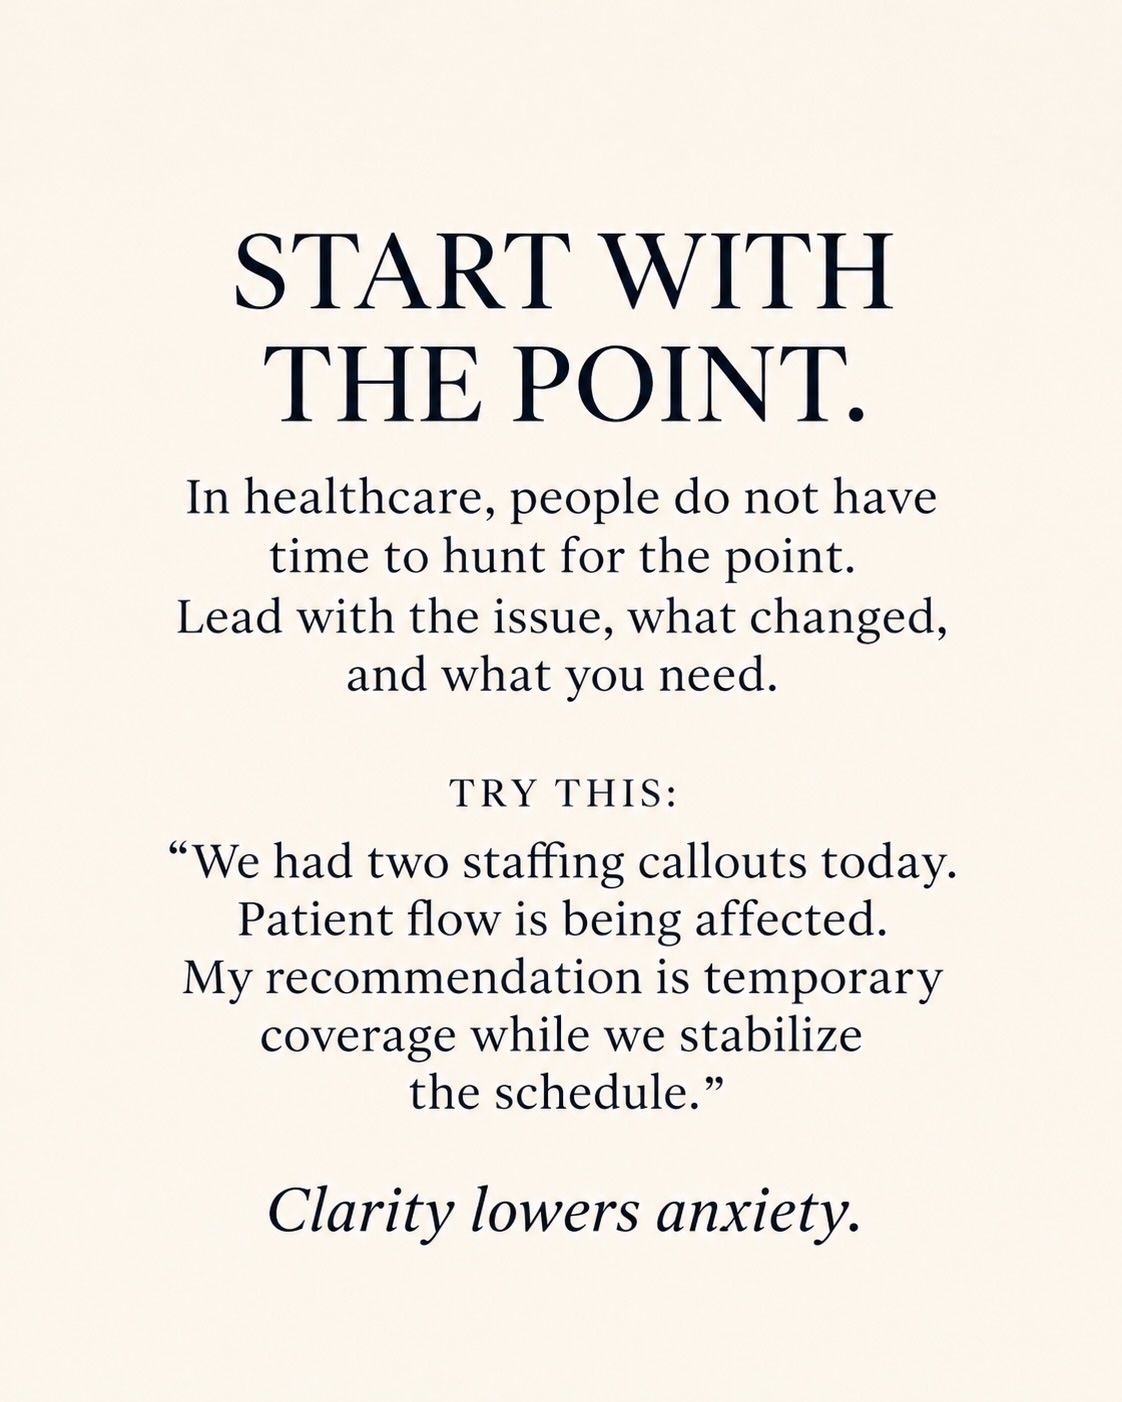 START WITH
THE POINT.
In healthcare, people do not have
time to hunt for the point.
Lead with the issue, what changed,
and what you need.
TRY THIS:
“We had two staffing callouts today.
Patient flow is being affected.
My recommendation is temporary
coverage while we stabilize
the schedule.”
Clarity lowers anxiety.